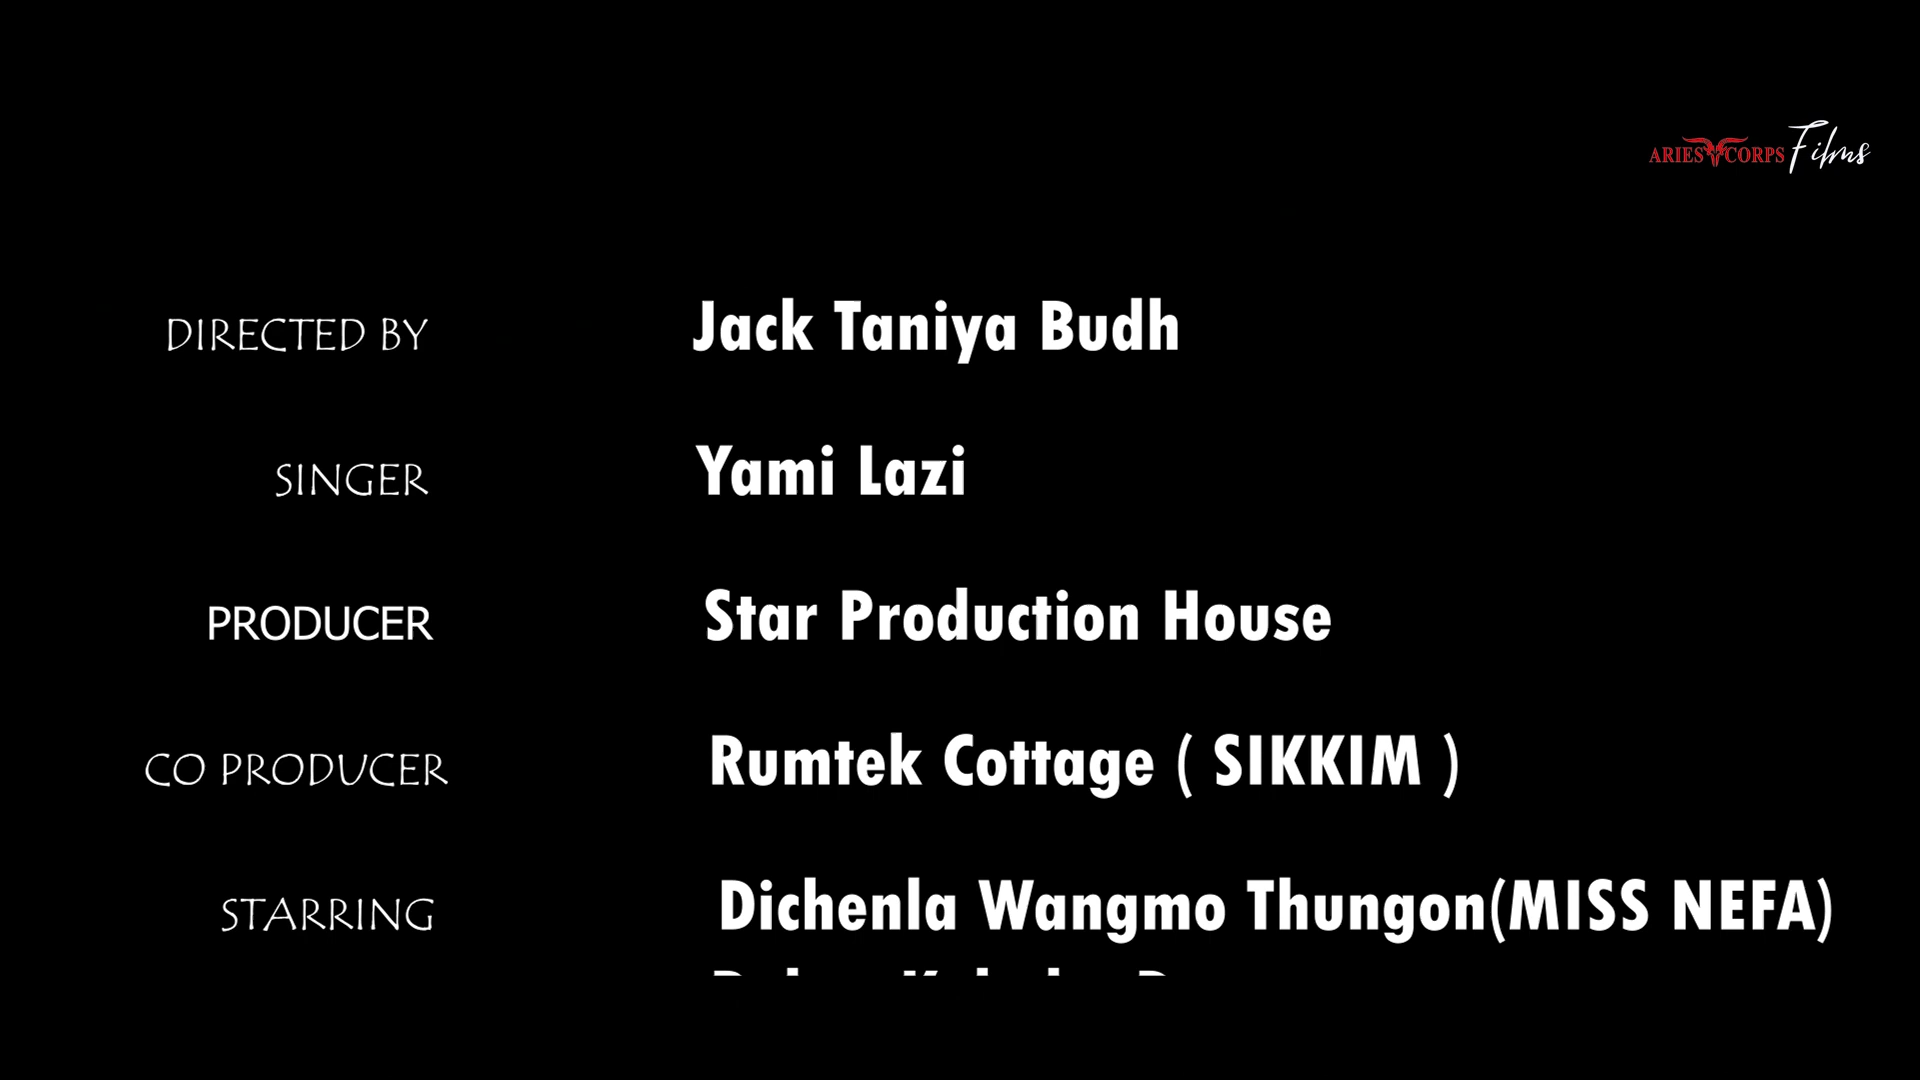 ARIES CORPS Films
DIRECTED BY Jack Taniya Budh
SINGER Yami Lazi
PRODUCER Star Production House
CO PRODUCER Rumtek Cottage ( SIKKIM )
STARRING Dichenla Wangmo Thungon(MISS NEFA)